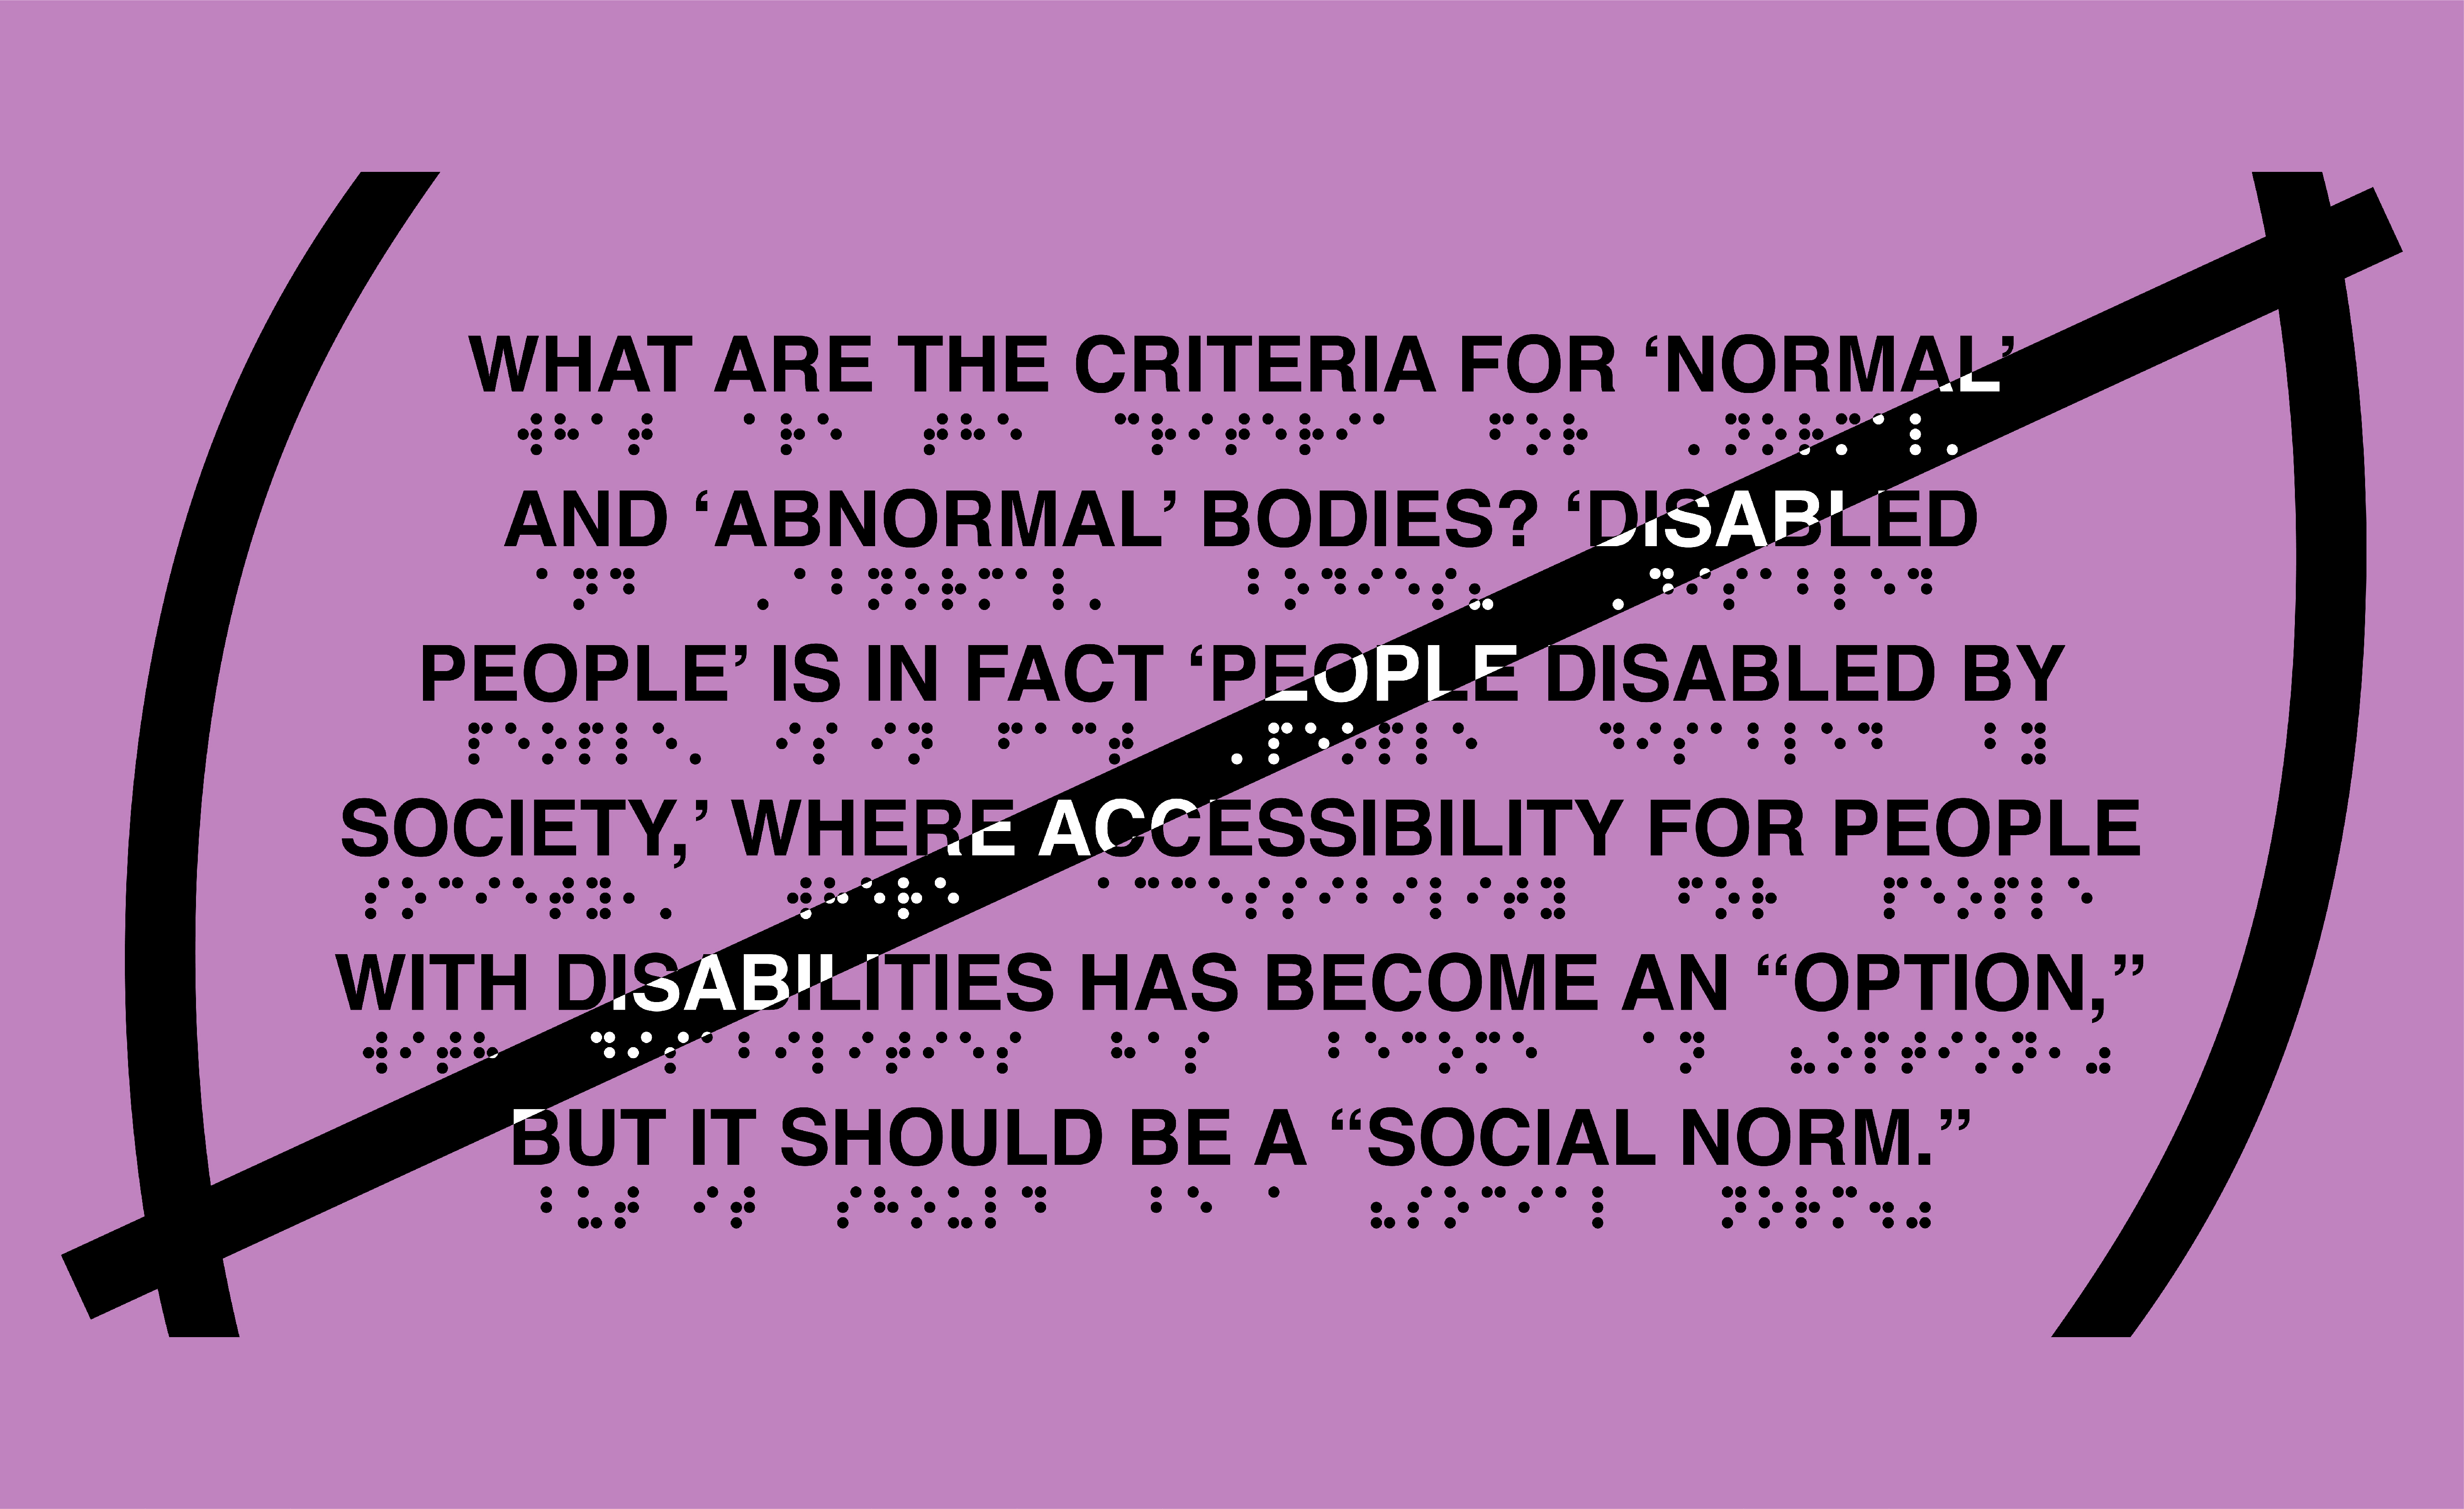 WHAT ARE THE CRITERIA FOR ‘NORMAL’
⠺⠓⠁⠞ ⠁⠗⠑ ⠞⠓⠑ ⠉⠗⠊⠞⠑⠗⠊⠁ ⠋⠕⠗ ⠄⠝⠕⠗⠍⠁⠇⠄
AND ‘ABNORMAL’ BODIES? ‘DISABLED
⠁⠝⠙ ⠄⠁⠃⠝⠕⠗⠍⠁⠇⠄ ⠃⠕⠙⠊⠑⠎⠦ ⠄⠙⠊⠎⠁⠃⠇⠑⠙
PEOPLE’ IS IN FACT ‘PEOPLE DISABLED BY
⠏⠑⠕⠏⠇⠑⠄ ⠊⠎ ⠊⠝ ⠋⠁⠉⠞ ⠄⠏⠑⠕⠏⠇⠑ ⠙⠊⠎⠁⠃⠇⠑⠙ ⠃⠽
SOCIETY,’ WHERE ACCESSIBILITY FOR PEOPLE
⠎⠕⠉⠊⠑⠞⠽⠂⠄ ⠺⠓⠑⠗⠑ ⠁⠉⠉⠑⠎⠎⠊⠃⠊⠇⠊⠞⠽ ⠋⠕⠗ ⠏⠑⠕⠏⠇⠑
WITH DISABILITIES HAS BECOME AN “OPTION,”
⠺⠊⠞⠓ ⠙⠊⠎⠁⠃⠊⠇⠊⠞⠊⠑⠎ ⠓⠁⠎ ⠃⠑⠉⠕⠍⠑ ⠁⠝ ⠦⠕⠏⠞⠊⠕⠝⠂⠴
BUT IT SHOULD BE A “SOCIAL NORM.”
⠃⠥⠞ ⠊⠞ ⠎⠓⠕⠥⠇⠙ ⠃⠑ ⠁ ⠦⠎⠕⠉⠊⠁⠇ ⠝⠕⠗⠍⠲⠴